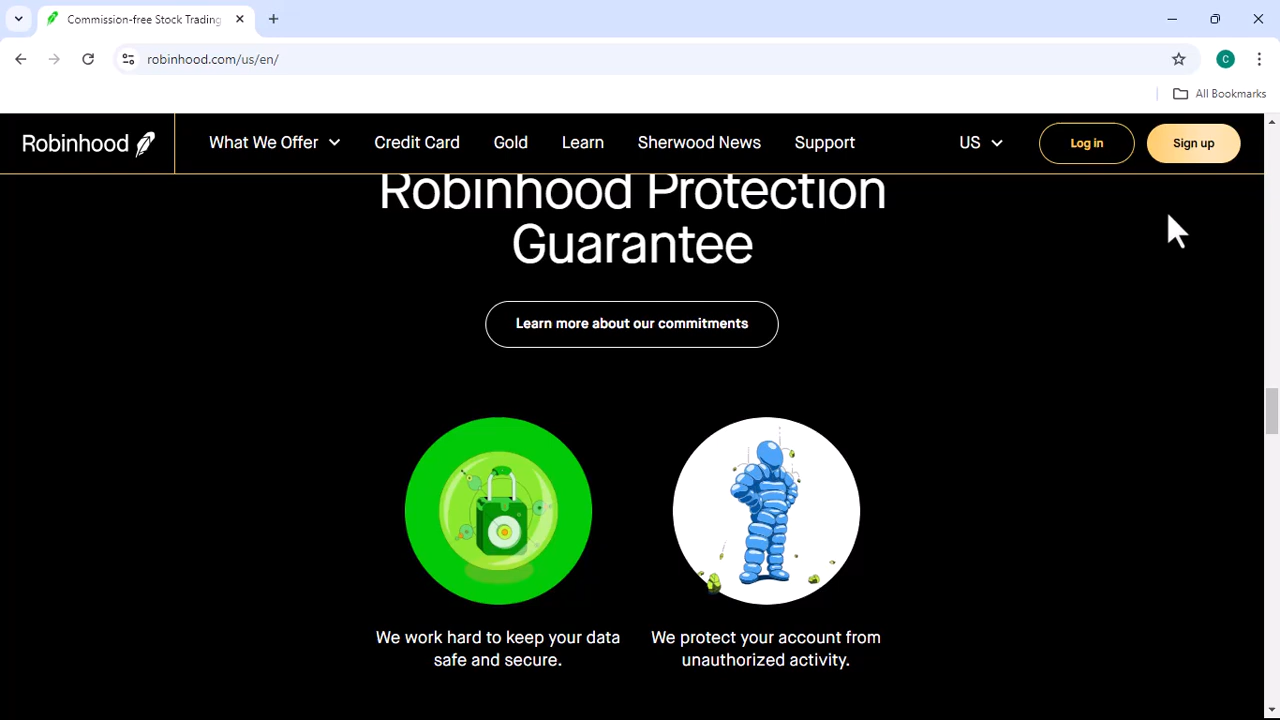 Commission-free Stock Trading
robinhood.com/us/en/
C
All Bookmarks
Robinhood
What We Offer
Credit Card
Gold
Learn
Sherwood News
Support
US
Log in
Sign up
Robinhood Protection
Guarantee
Learn more about our commitments
We work hard to keep your data
safe and secure.
We protect your account from
unauthorized activity.